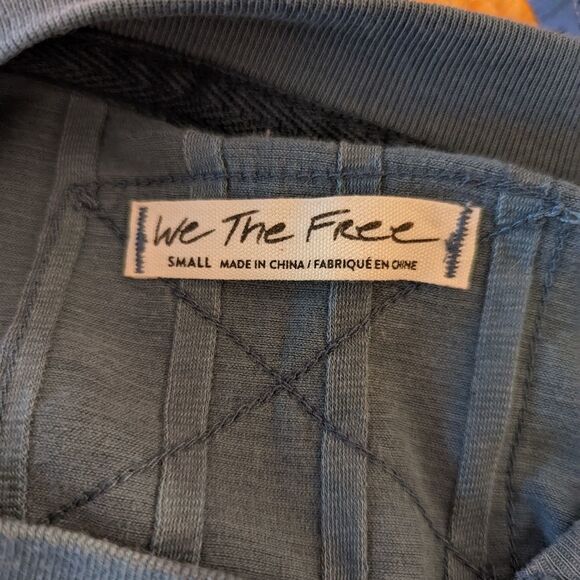 We The Free
SMALL MADE IN CHINA / FABRIQUÉ EN CHINE